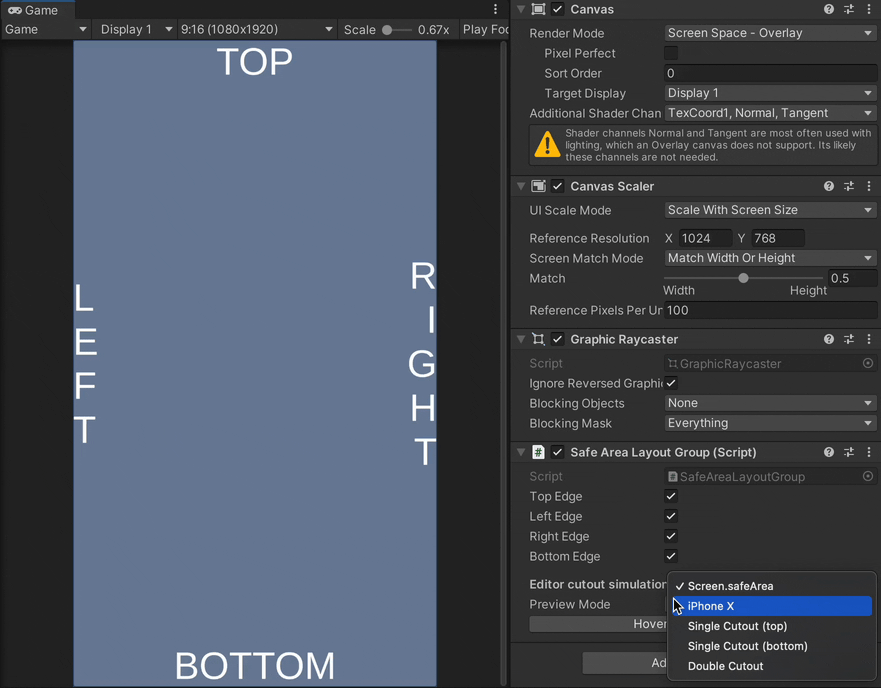 Game
Game Display 1 9:16 (1080x1920) Scale 0.67x Play Foc
TOP
L
E
F
T
R
I
G
H
T
BOTTOM
Canvas
Render Mode Screen Space - Overlay
Pixel Perfect
Sort Order 0
Target Display Display 1
Additional Shader Chan TexCoord1, Normal, Tangent
Shader channels Normal and Tangent are most often used with
lighting, which an Overlay canvas does not support. Its likely
these channels are not needed.
Canvas Scaler
UI Scale Mode Scale With Screen Size
Reference Resolution X 1024 Y 768
Screen Match Mode Match Width Or Height
Match 0.5
Width Height
Reference Pixels Per Un 100
Graphic Raycaster
Script GraphicRaycaster
Ignore Reversed Graphi
Blocking Objects None
Blocking Mask Everything
# Safe Area Layout Group (Script)
Script # SafeAreaLayoutGroup
Top Edge
Left Edge
Right Edge
Bottom Edge
Editor cutout simulation
Preview Mode
Hover
Ad
Screen.safeArea
iPhone X
Single Cutout (top)
Single Cutout (bottom)
Double Cutout